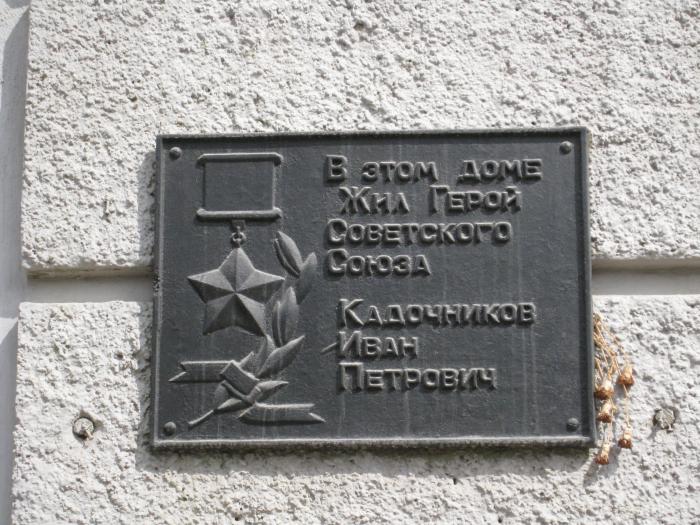 В этом доме
Жил Герой
Советского
Союза
Кадочников
Иван
Петрович